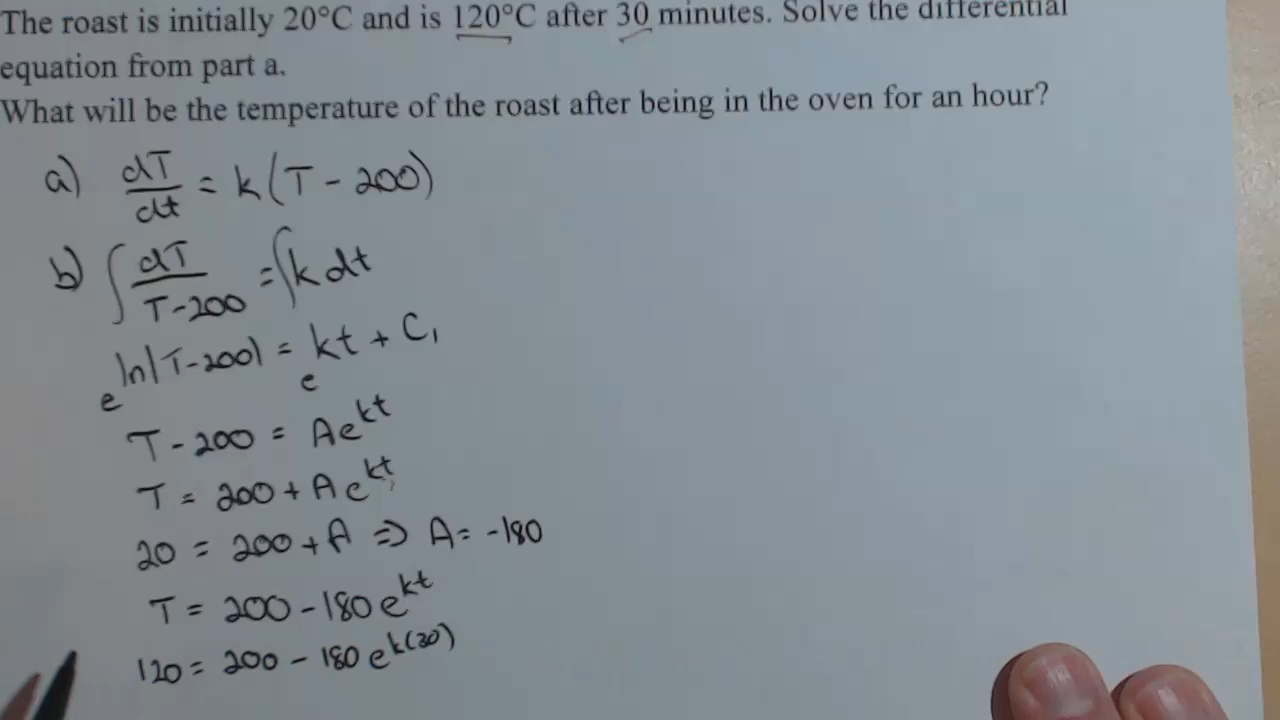 The roast is initially 20°C and is 120°C after 30 minutes. Solve the differential
equation from part a.
What will be the temperature of the roast after being in the oven for an hour?
a) dT/dt = k(T - 200)
b) ∫ dT/(T-200) = ∫k dt
e^ln|T-200| = e^kt + C₁
T - 200 = Ae^kt
T = 200 + Ae^kt
20 = 200 + A ⇒ A = -180
T = 200 - 180e^kt
120 = 200 - 180e^k(30)